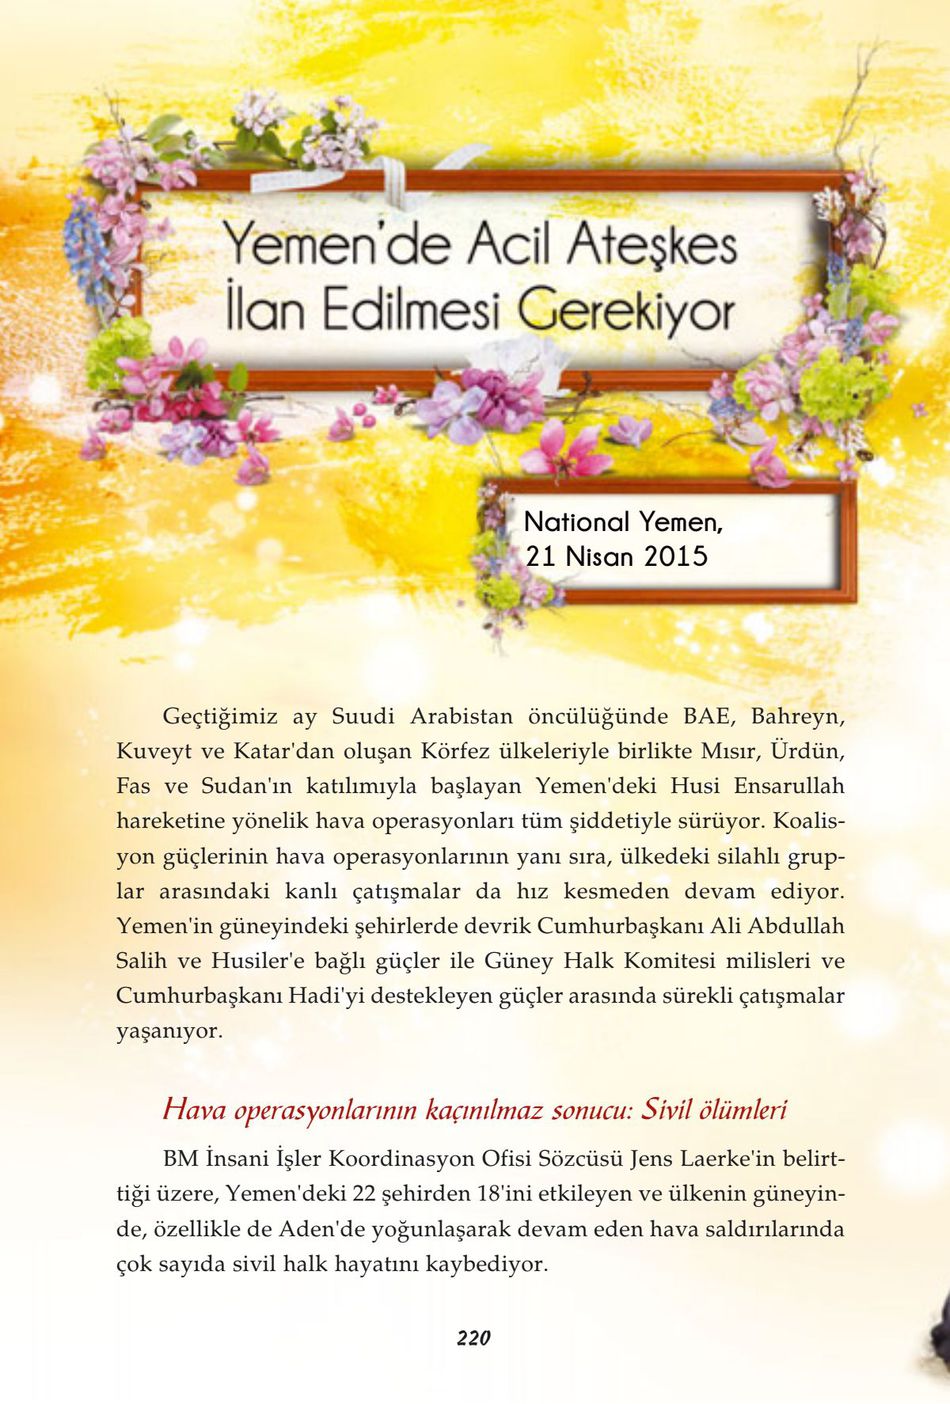 Yemen'de Acil Ateşkes
İlan Edilmesi Gerekiyor
National Yemen,
21 Nisan 2015
Geçtiğimiz ay Suudi Arabistan öncülüğünde BAE, Bahreyn,
Kuveyt ve Katar'dan oluşan Körfez ülkeleriyle birlikte Mısır, Ürdün,
Fas ve Sudan'ın katılımıyla başlayan Yemen'deki Husi Ensarullah
hareketine yönelik hava operasyonları tüm şiddetiyle sürüyor. Koalis-
yon güçlerinin hava operasyonlarının yanı sıra, ülkedeki silahlı grup-
lar arasındaki kanlı çatışmalar da hız kesmeden devam ediyor.
Yemen'in güneyindeki şehirlerde devrik Cumhurbaşkanı Ali Abdullah
Salih ve Husiler'e bağlı güçler ile Güney Halk Komitesi milisleri ve
Cumhurbaşkanı Hadi'yi destekleyen güçler arasında sürekli çatışmalar
yaşanıyor.
Hava operasyonlarının kaçınılmaz sonucu: Sivil ölümleri
BM İnsani İşler Koordinasyon Ofisi Sözcüsü Jens Laerke'in belirt-
tiği üzere, Yemen'deki 22 şehirden 18'ini etkileyen ve ülkenin güneyin-
de, özellikle de Aden'de yoğunlaşarak devam eden hava saldırılarında
çok sayıda sivil halk hayatını kaybediyor.
220